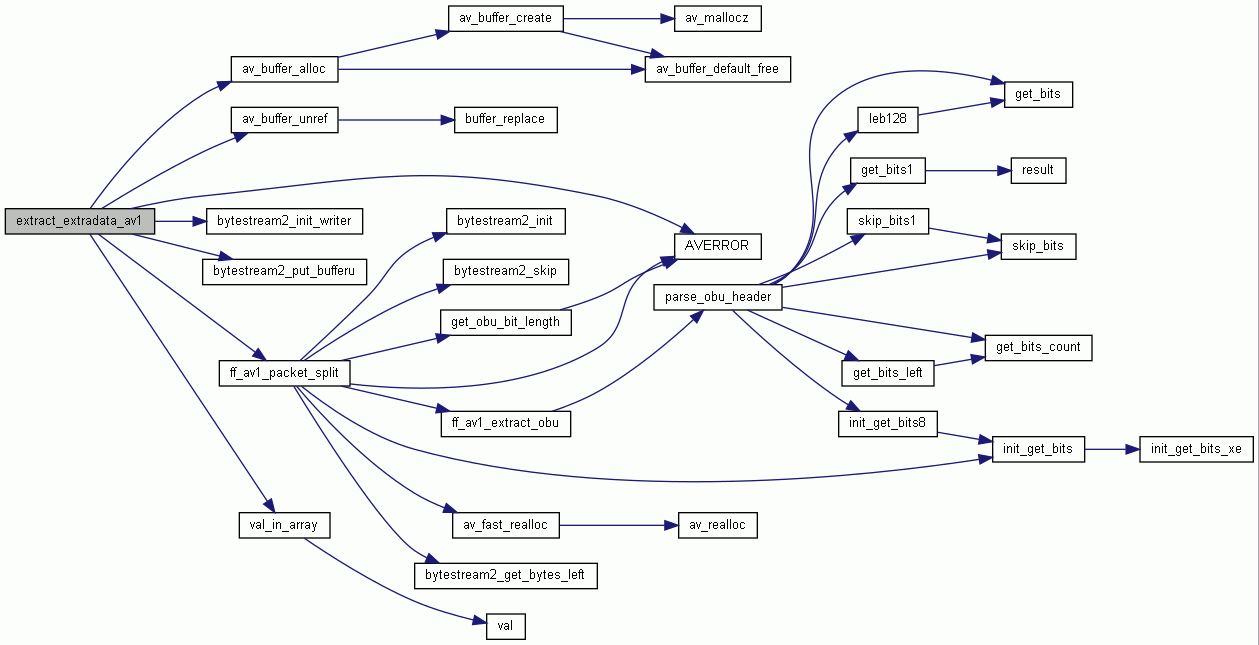 av_buffer_create
av_mallocz
av_buffer_alloc
av_buffer_default_free
get_bits
av_buffer_unref
buffer_replace
leb128
get_bits1
result
extract_extradata_av1
bytestream2_init_writer
bytestream2_init
skip_bits1
AVERROR
skip_bits
bytestream2_put_bufferu
bytestream2_skip
parse_obu_header
get_obu_bit_length
get_bits_count
ff_av1_packet_split
get_bits_left
ff_av1_extract_obu
init_get_bits8
init_get_bits
init_get_bits_xe
val_in_array
av_fast_realloc
av_realloc
bytestream2_get_bytes_left
val